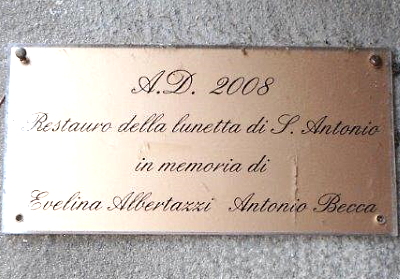 A.D. 2008
Restauro della lunetta di S. Antonio
in memoria di
Evelina Albertazzi Antonio Becca